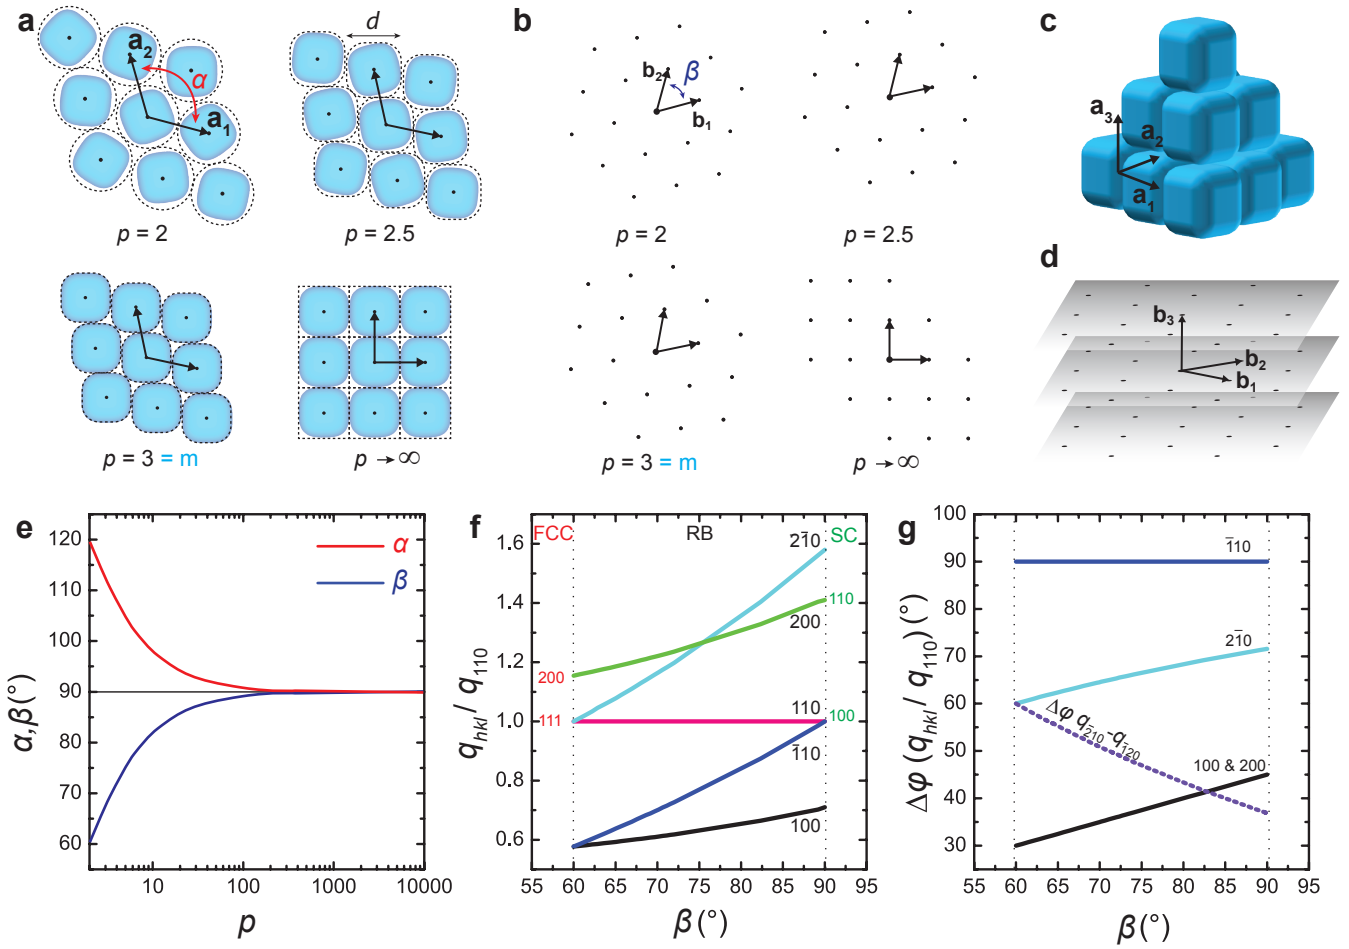 a
d
a₂
α
a₁
p = 2
p = 2.5
p = 3 = m
p → ∞
b
b₂
β
b₁
p = 2
p = 2.5
p = 3 = m
p → ∞
c
a₃
a₂
a₁
d
b₃
b₂
b₁
e
α
β
120
110
100
90
80
70
60
α,β(°)
10
100
1000
10000
p
f
FCC
RB
SC
1.6
1.4
1.2
1.0
0.8
0.6
q_hkl / q_110
200
111
110
100
21̄0
200
110
1̄10
100
55 60 65 70 75 80 85 90 95
β (°)
g
100
90
80
70
60
50
40
30
Δφ (q_hkl / q_110) (°)
1̄10
21̄0
Δφ q_2̄10-q_1̄20
100 & 200
55 60 65 70 75 80 85 90 95
β(°)